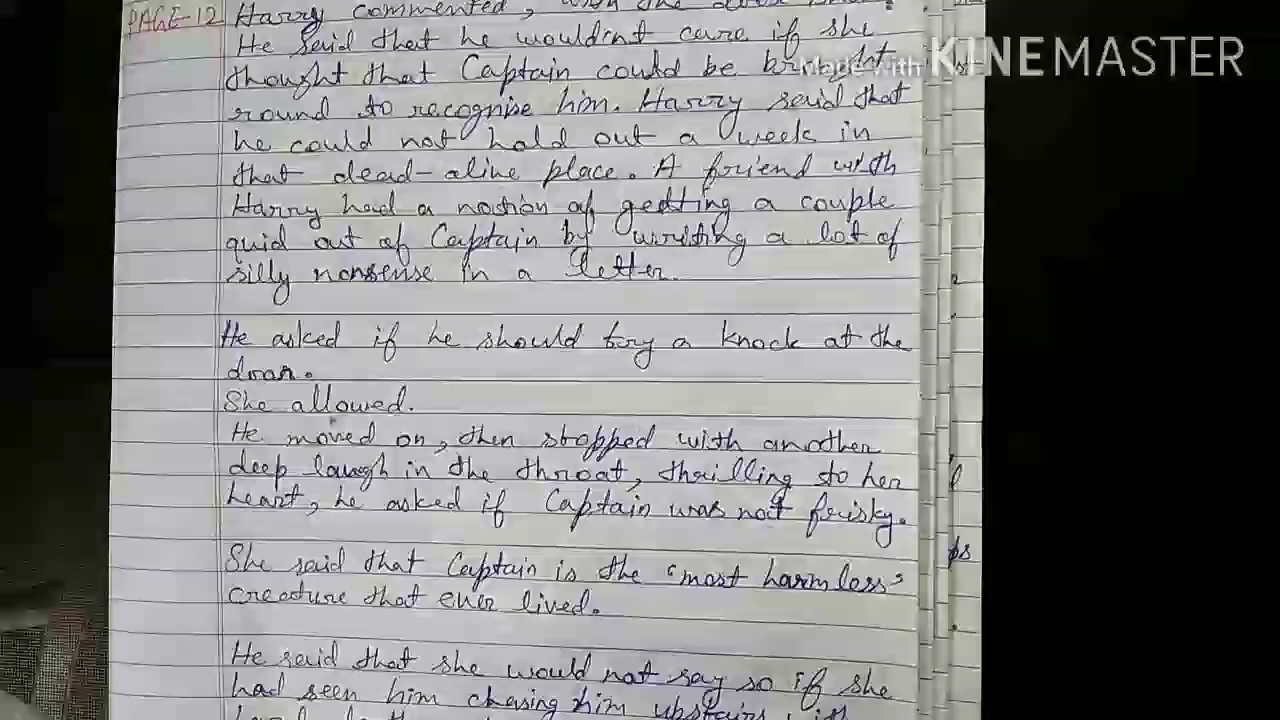 PAGE-12
Harry commented, with the
He said that he wouldnt care if she
thought that Captain could be brought
round to recognise him. Harry said that
he could not hold out a week in
that dead-alive place. A friend with
Harry had a notion of getting a couple
quid out of Captain by writing a lot of
silly nonsense in a letter.
He asked if he should try a knock at the
door.
She allowed.
He moved on, then stopped with another
deep laugh in the throat, thrilling to her
heart, he asked if Captain was not frisky.
She said that Captain is the "most harmless"
creature that ever lived.
He said that she would not say so if she
had seen him chasing him upstairs with
Made with KINEMASTER